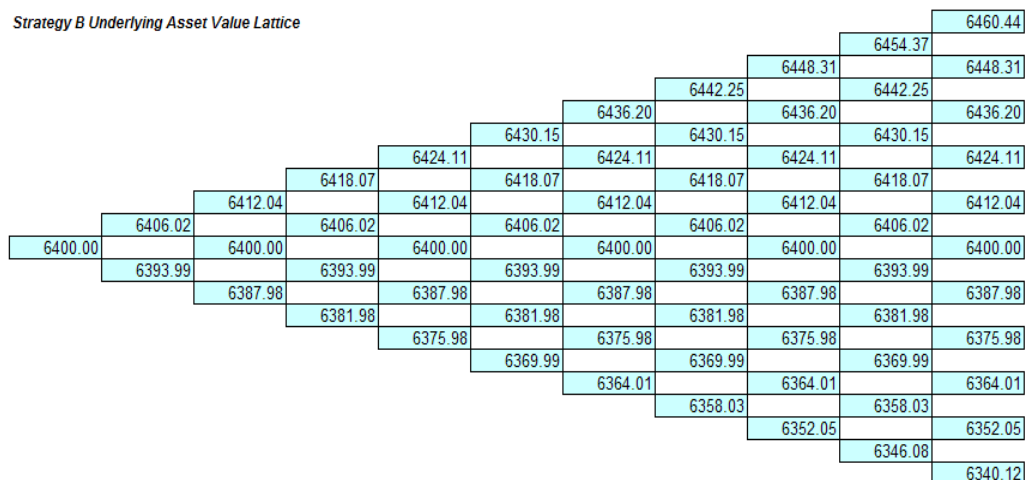 Strategy B Underlying Asset Value Lattice
6460.44
6454.37
6448.31 6448.31
6442.25 6442.25
6436.20 6436.20 6436.20
6430.15 6430.15 6430.15
6424.11 6424.11 6424.11 6424.11
6418.07 6418.07 6418.07 6418.07
6412.04 6412.04 6412.04 6412.04 6412.04
6406.02 6406.02 6406.02 6406.02 6406.02
6400.00 6400.00 6400.00 6400.00 6400.00 6400.00
6393.99 6393.99 6393.99 6393.99 6393.99
6387.98 6387.98 6387.98 6387.98 6387.98
6381.98 6381.98 6381.98 6381.98
6375.98 6375.98 6375.98 6375.98
6369.99 6369.99 6369.99
6364.01 6364.01 6364.01
6358.03 6358.03
6352.05 6352.05
6346.08
6340.12